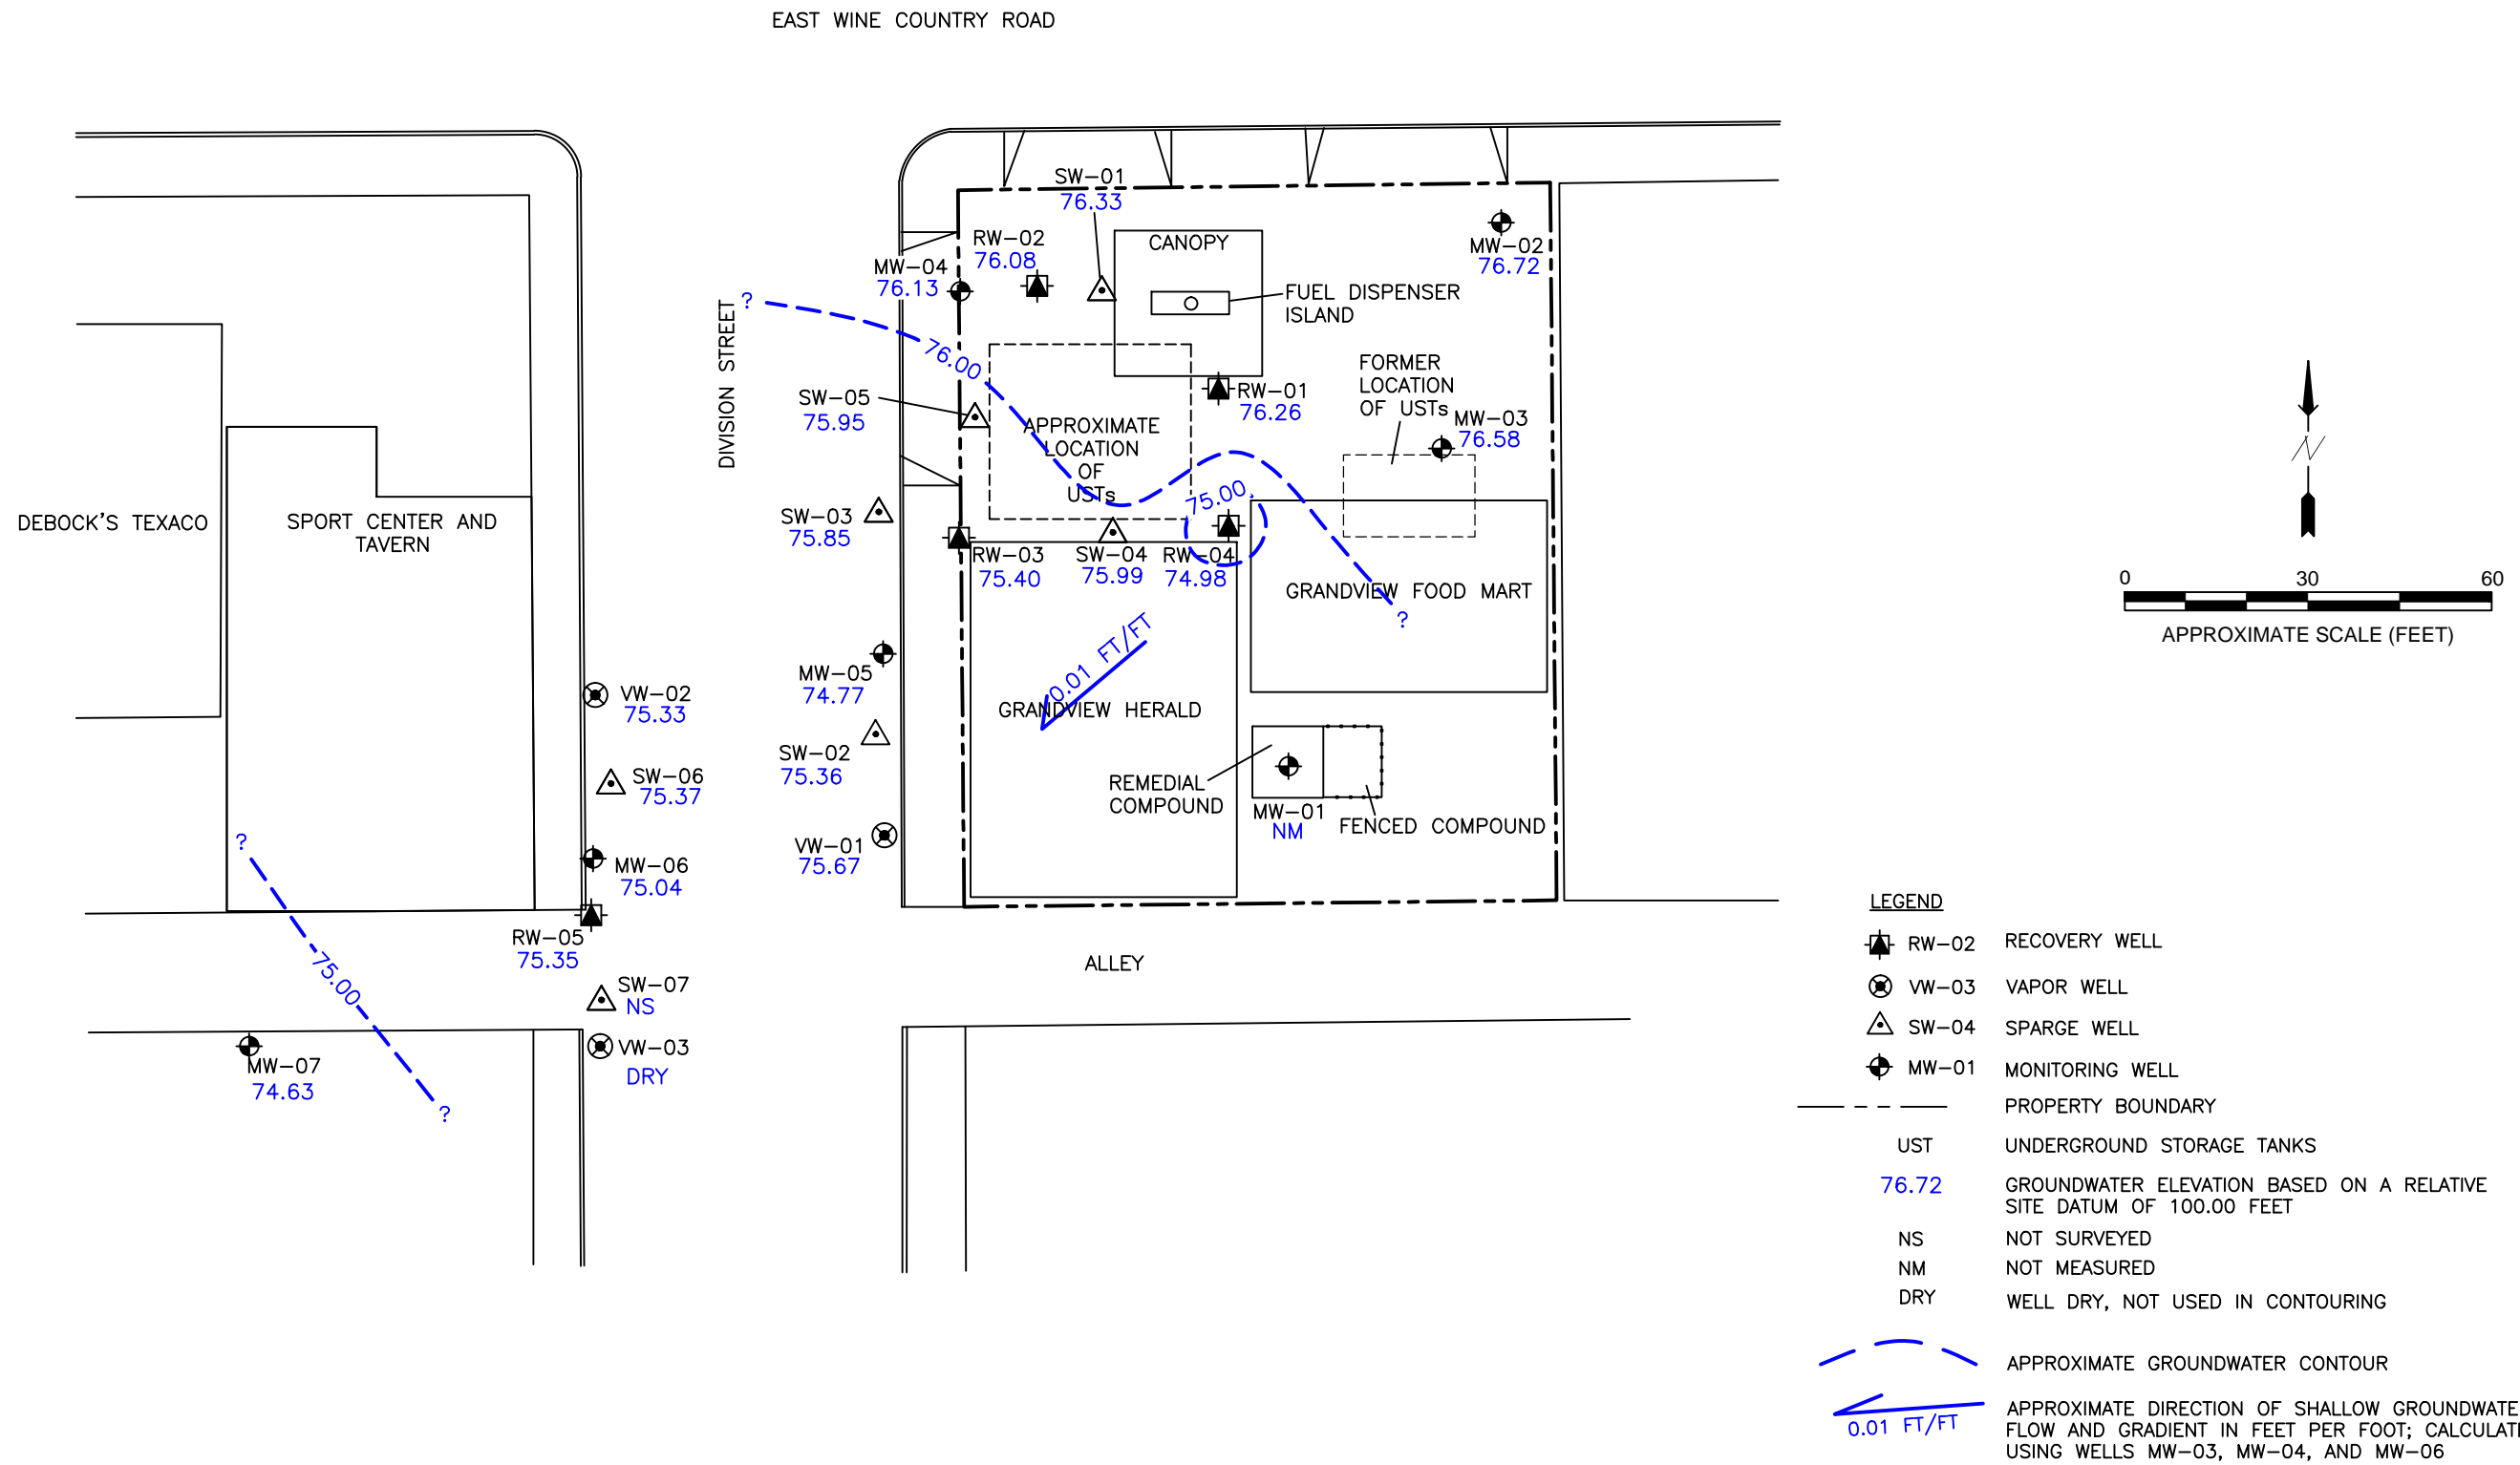 EAST WINE COUNTRY ROAD
SW-01
76.33
RW-02
76.08
CANOPY
MW-02
76.72
MW-04
76.13
FUEL DISPENSER
ISLAND
DIVISION STREET
?
76.00
FORMER
LOCATION
OF USTs
SW-05
75.95
RW-01
76.26
MW-03
76.58
APPROXIMATE
LOCATION
OF
USTs
75.00
SW-03
75.85
DEBOCK'S TEXACO
SPORT CENTER AND
TAVERN
RW-03
75.40
SW-04
75.99
RW-04
74.98
GRANDVIEW FOOD MART
?
N
0 30 60
APPROXIMATE SCALE (FEET)
0.01 FT/FT
MW-05
74.77
VW-02
75.33
GRANDVIEW HERALD
SW-02
75.36
SW-06
75.37
REMEDIAL
COMPOUND
MW-01
NM
FENCED COMPOUND
VW-01
75.67
?
MW-06
75.04
RW-05
75.35
75.00
ALLEY
SW-07
NS
VW-03
DRY
MW-07
74.63
?
LEGEND
RW-02 RECOVERY WELL
VW-03 VAPOR WELL
SW-04 SPARGE WELL
MW-01 MONITORING WELL
PROPERTY BOUNDARY
UST UNDERGROUND STORAGE TANKS
76.72 GROUNDWATER ELEVATION BASED ON A RELATIVE
SITE DATUM OF 100.00 FEET
NS NOT SURVEYED
NM NOT MEASURED
DRY WELL DRY, NOT USED IN CONTOURING
APPROXIMATE GROUNDWATER CONTOUR
APPROXIMATE DIRECTION OF SHALLOW GROUNDWATE
0.01 FT/FT FLOW AND GRADIENT IN FEET PER FOOT; CALCULAT
USING WELLS MW-03, MW-04, AND MW-06